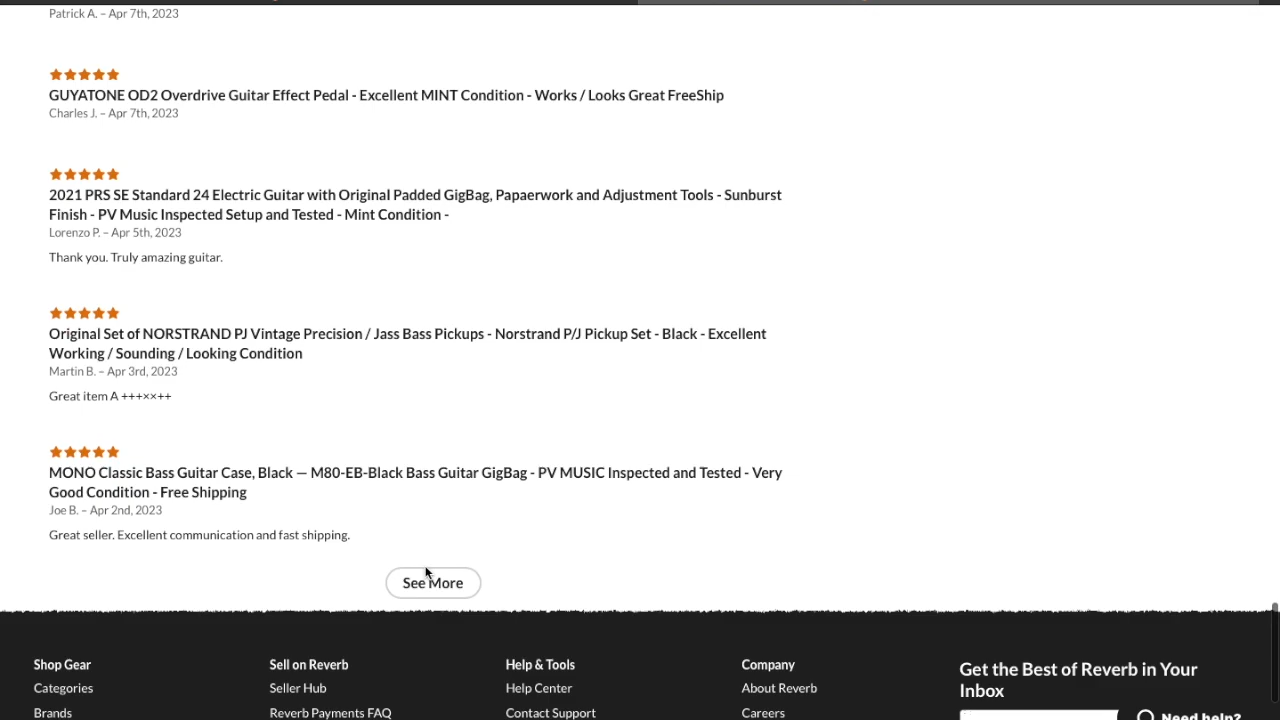 Patrick A. – Apr 7th, 2023
GUYATONE OD2 Overdrive Guitar Effect Pedal - Excellent MINT Condition - Works / Looks Great FreeShip
Charles J. – Apr 7th, 2023
2021 PRS SE Standard 24 Electric Guitar with Original Padded GigBag, Papaerwork and Adjustment Tools - Sunburst
Finish - PV Music Inspected Setup and Tested - Mint Condition -
Lorenzo P. – Apr 5th, 2023
Thank you. Truly amazing guitar.
Original Set of NORSTRAND PJ Vintage Precision / Jass Bass Pickups - Norstrand P/J Pickup Set - Black - Excellent
Working / Sounding / Looking Condition
Martin B. – Apr 3rd, 2023
Great item A +++××++
MONO Classic Bass Guitar Case, Black — M80-EB-Black Bass Guitar GigBag - PV MUSIC Inspected and Tested - Very
Good Condition - Free Shipping
Joe B. – Apr 2nd, 2023
Great seller. Excellent communication and fast shipping.
See More
Shop Gear
Categories
Brands
Sell on Reverb
Seller Hub
Reverb Payments FAQ
Help & Tools
Help Center
Contact Support
Company
About Reverb
Careers
Get the Best of Reverb in Your
Inbox
Need help?